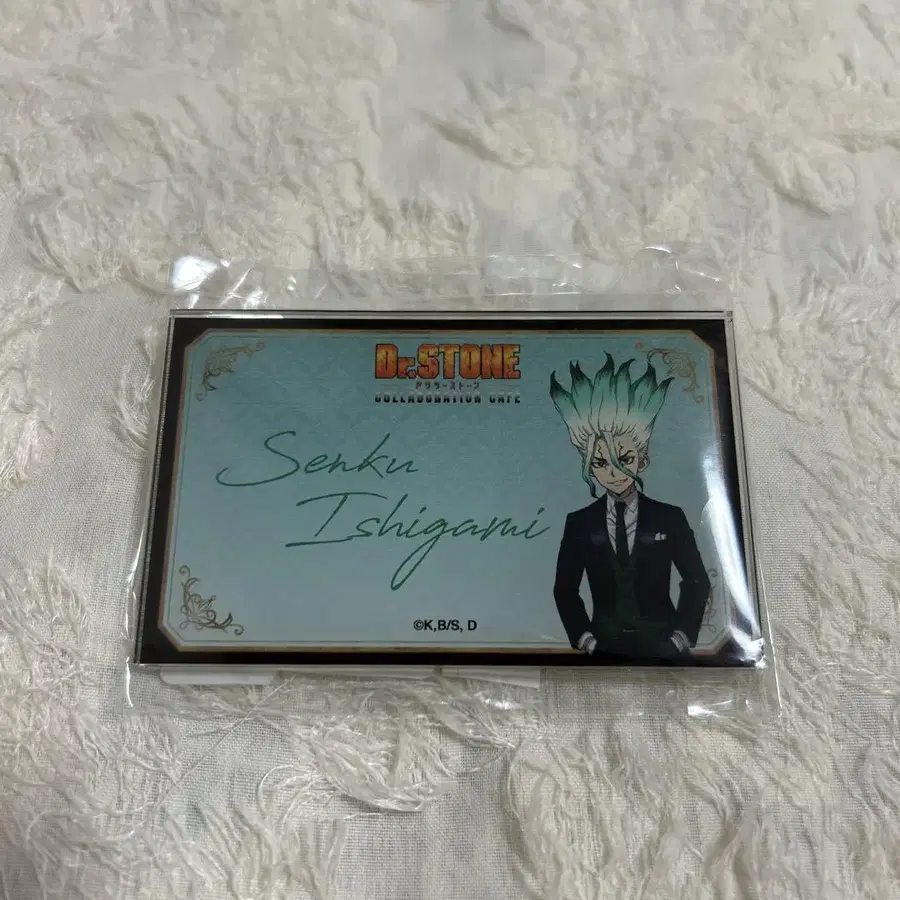 Dr.STONE
ドクターストーン
COLLABORATION CAFE
Senku
Ishigami
©K,B/S, D